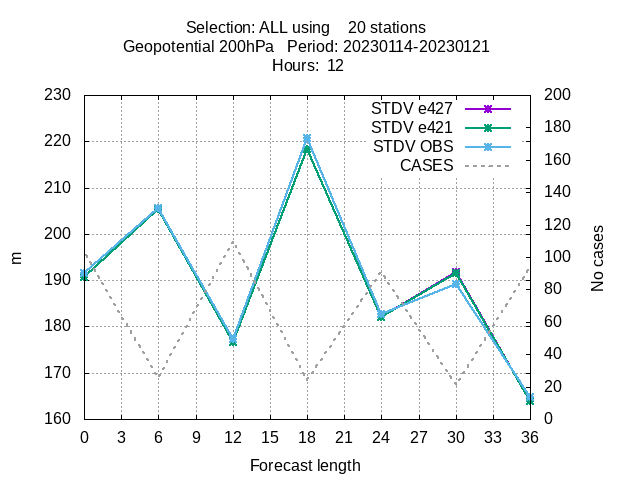 Selection: ALL using    20 stations
Geopotential 200hPa   Period: 20230114-20230121
Hours:  12
230
220
210
200
190
180
170
160
m
200
180
160
140
120
100
80
60
40
20
0
No cases
STDV e427
STDV e421
STDV OBS
CASES
0 3 6 9 12 15 18 21 24 27 30 33 36
Forecast length